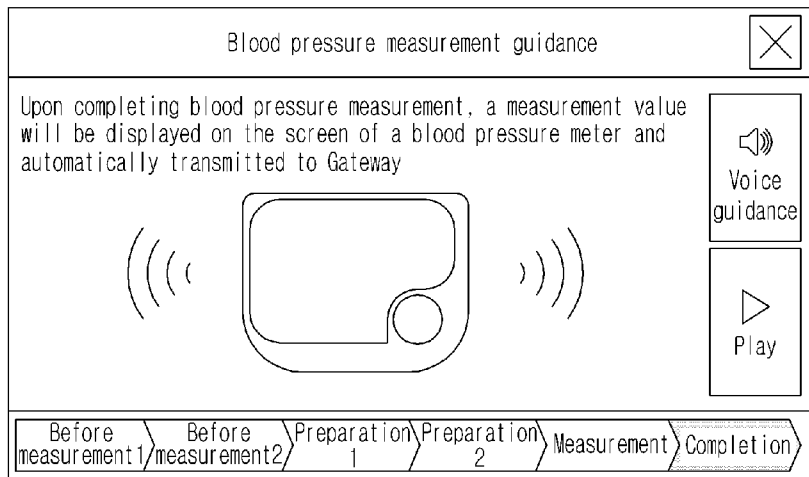 Blood pressure measurement guidance
Upon completing blood pressure measurement, a measurement value
will be displayed on the screen of a blood pressure meter and
automatically transmitted to Gateway
Voice
guidance
Play
Before
measurement1
Before
measurement2
Preparation
1
Preparation
2
Measurement
Completion